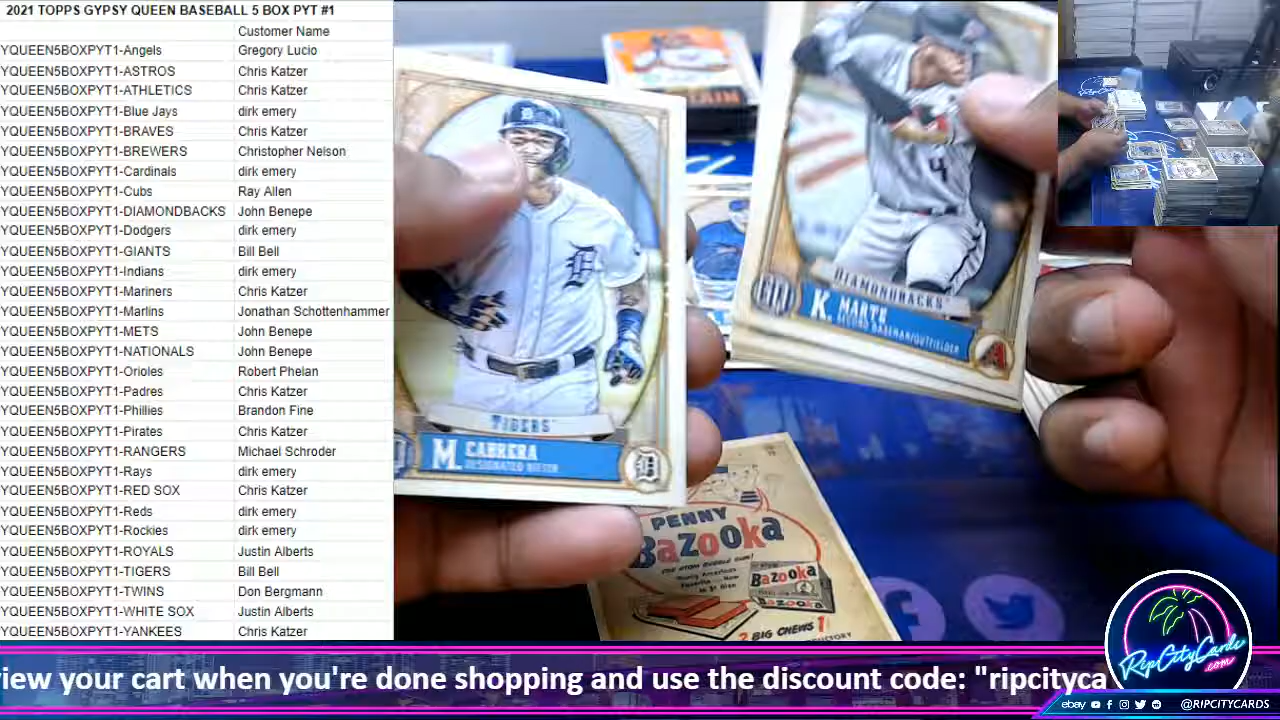 2021 TOPPS GYPSY QUEEN BASEBALL 5 BOX PYT #1
Customer Name
YQUEEN5BOXPYT1-Angels Gregory Lucio
YQUEEN5BOXPYT1-ASTROS Chris Katzer
YQUEEN5BOXPYT1-ATHLETICS Chris Katzer
YQUEEN5BOXPYT1-Blue Jays dirk emery
YQUEEN5BOXPYT1-BRAVES Chris Katzer
YQUEEN5BOXPYT1-BREWERS Christopher Nelson
YQUEEN5BOXPYT1-Cardinals dirk emery
YQUEEN5BOXPYT1-Cubs Ray Allen
YQUEEN5BOXPYT1-DIAMONDBACKS John Benepe
YQUEEN5BOXPYT1-Dodgers dirk emery
YQUEEN5BOXPYT1-GIANTS Bill Bell
YQUEEN5BOXPYT1-Indians dirk emery
YQUEEN5BOXPYT1-Mariners Chris Katzer
YQUEEN5BOXPYT1-Marlins Jonathan Schottenhammer
YQUEEN5BOXPYT1-METS John Benepe
YQUEEN5BOXPYT1-NATIONALS John Benepe
YQUEEN5BOXPYT1-Orioles Robert Phelan
YQUEEN5BOXPYT1-Padres Chris Katzer
YQUEEN5BOXPYT1-Phillies Brandon Fine
YQUEEN5BOXPYT1-Pirates Chris Katzer
YQUEEN5BOXPYT1-RANGERS Michael Schroder
YQUEEN5BOXPYT1-Rays dirk emery
YQUEEN5BOXPYT1-RED SOX Chris Katzer
YQUEEN5BOXPYT1-Reds dirk emery
YQUEEN5BOXPYT1-Rockies dirk emery
YQUEEN5BOXPYT1-ROYALS Justin Alberts
YQUEEN5BOXPYT1-TIGERS Bill Bell
YQUEEN5BOXPYT1-TWINS Don Bergmann
YQUEEN5BOXPYT1-WHITE SOX Justin Alberts
YQUEEN5BOXPYT1-YANKEES Chris Katzer
4
DIAMONDBACKS
GQ
K. MARTE
SECOND BASEMAN/OUTFIELDER
D
TIGERS
M. CABRERA
DESIGNATED HITTER
PENNY
Bazooka
Bazooka
Bazooka
2 BIG CHEWS!
iew your cart when you're done shopping and use the discount code: "ripcityca
RipCityCards
.com
ebay @RIPCITYCARDS